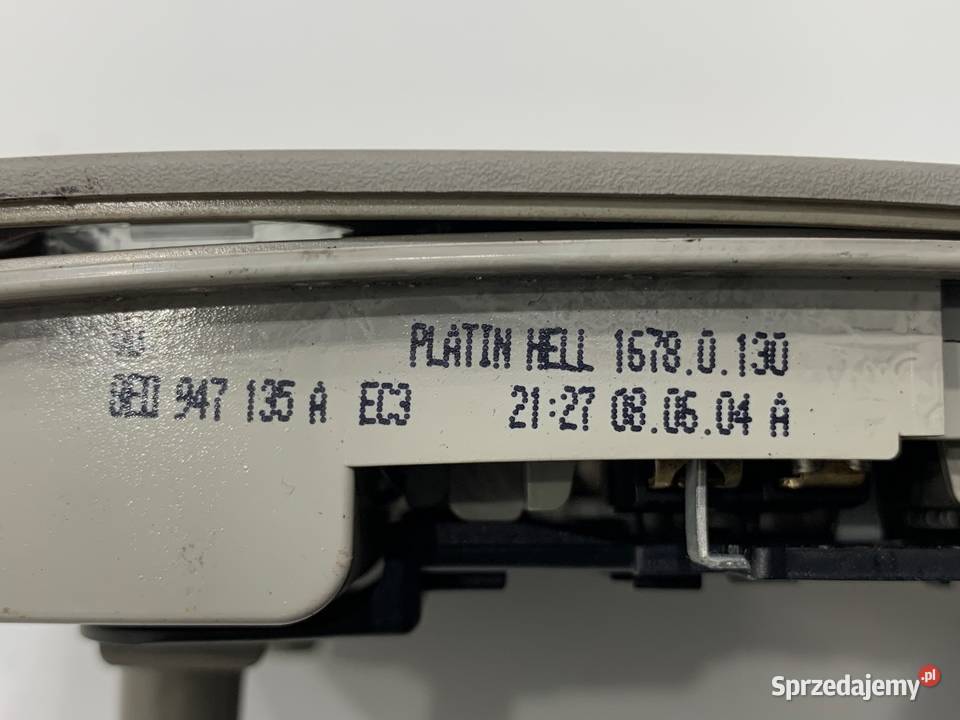 PLATIN HELL 1678.0.130
8E0 947 135 A EC3 21:27 08.06.04 A
Sprzedajemy.pl